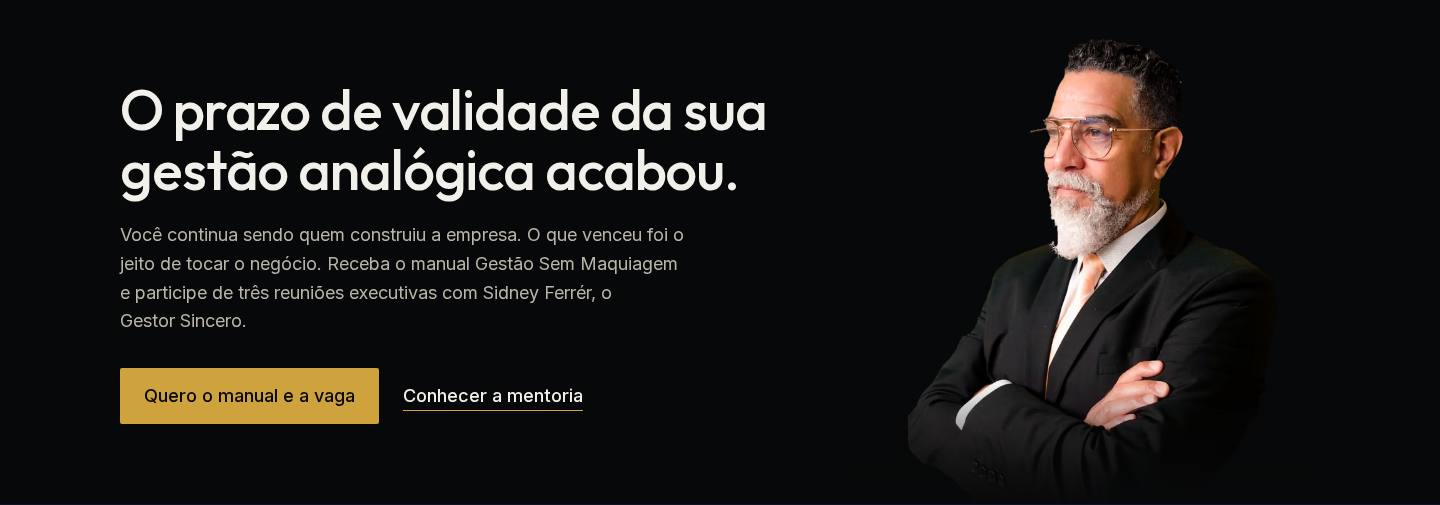 O prazo de validade da sua
gestão analógica acabou.
Você continua sendo quem construiu a empresa. O que venceu foi o
jeito de tocar o negócio. Receba o manual Gestão Sem Maquiagem
e participe de três reuniões executivas com Sidney Ferrér, o
Gestor Sincero.
Quero o manual e a vaga
Conhecer a mentoria